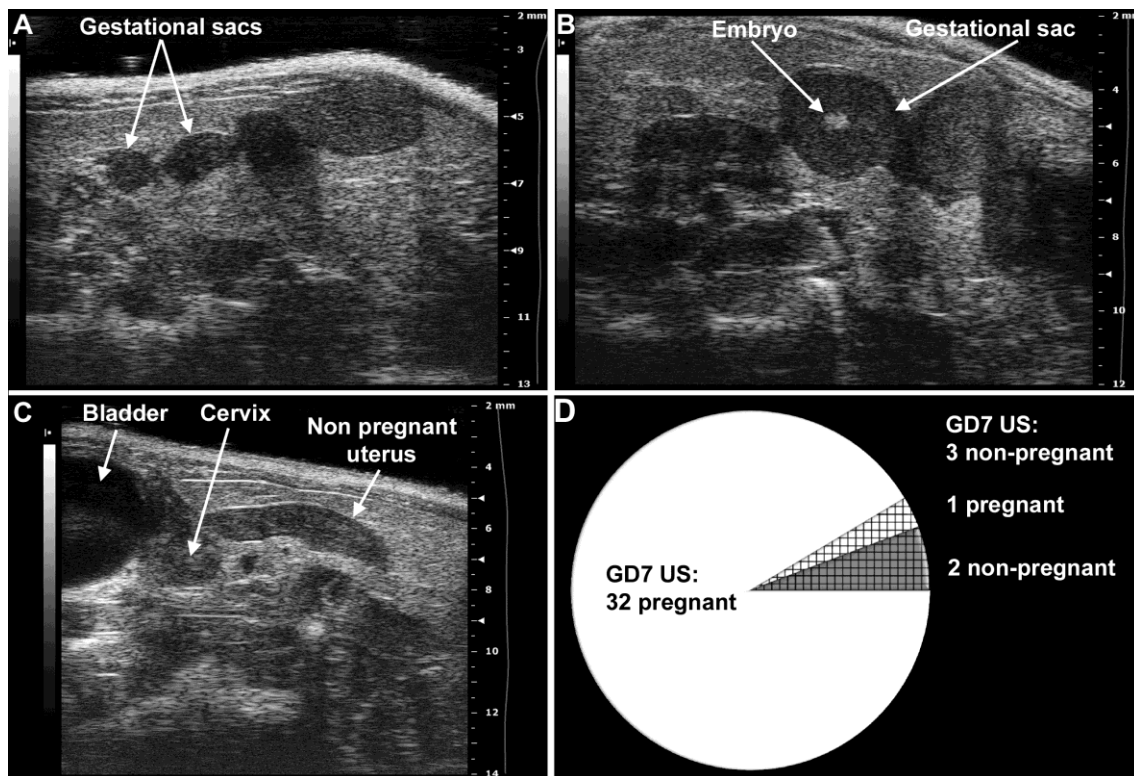 A
Gestational sacs
2 mm
3
5
7
9
11
13
B
Embryo
Gestational sac
2 mm
4
6
8
10
12
C
Bladder
Cervix
Non pregnant
uterus
2 mm
4
6
8
10
12
14
D
GD7 US:
3 non-pregnant
1 pregnant
2 non-pregnant
GD7 US:
32 pregnant